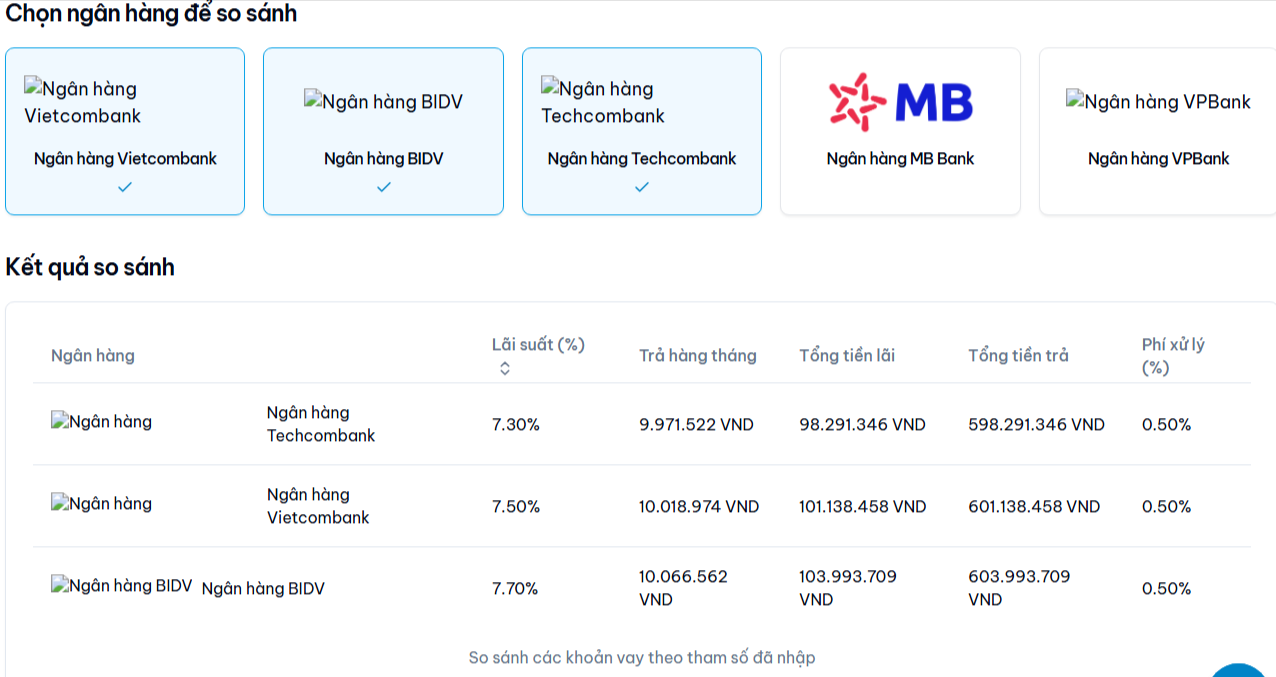 Chọn ngân hàng để so sánh
Ngân hàng
Vietcombank
Ngân hàng Vietcombank
Ngân hàng BIDV
Ngân hàng BIDV
Ngân hàng
Techcombank
Ngân hàng Techcombank
MB
Ngân hàng MB Bank
Ngân hàng VPBank
Ngân hàng VPBank
Kết quả so sánh
Ngân hàng
Lãi suất (%)
Trả hàng tháng
Tổng tiền lãi
Tổng tiền trả
Phí xử lý
(%)
Ngân hàng
Ngân hàng
Techcombank
7.30%
9.971.522 VND
98.291.346 VND
598.291.346 VND
0.50%
Ngân hàng
Ngân hàng
Vietcombank
7.50%
10.018.974 VND
101.138.458 VND
601.138.458 VND
0.50%
Ngân hàng BIDV
Ngân hàng BIDV
7.70%
10.066.562
VND
103.993.709
VND
603.993.709
VND
0.50%
So sánh các khoản vay theo tham số đã nhập